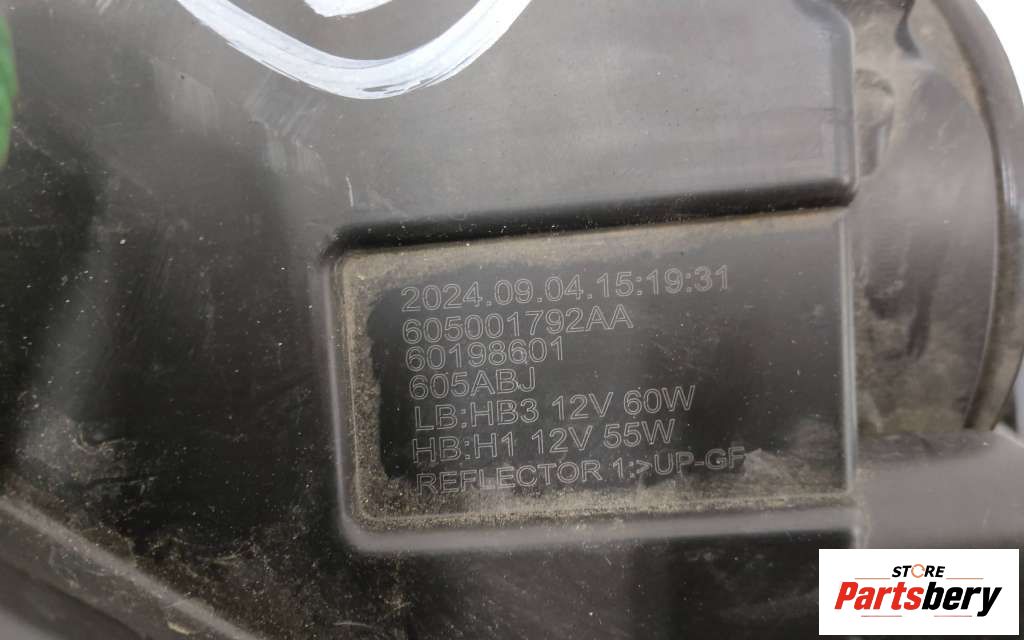 2024.09.04.15:19:31
605001792AA
60198601
605ABJ
LB:HB3 12V 60W
HB:H1 12V 55W
REFLECTOR 1:>UP-GF
STORE
Partsbery